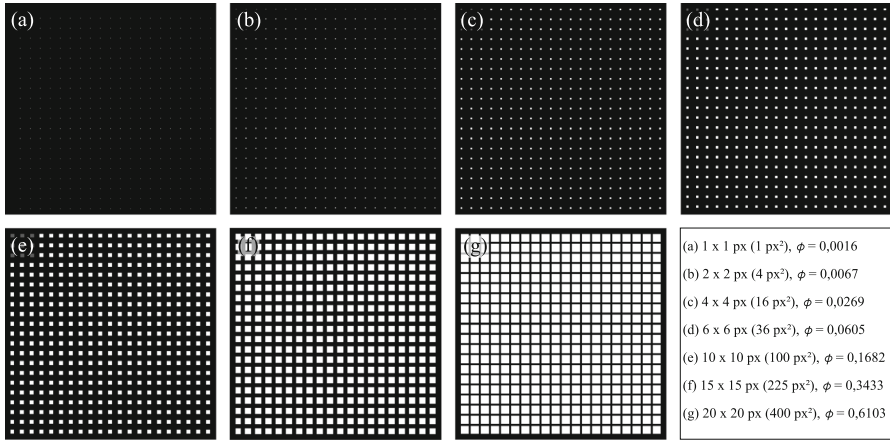 (a)
(b)
(c)
(d)
(e)
(f)
(g)
(a) 1 x 1 px (1 px²), ϕ = 0,0016
(b) 2 x 2 px (4 px²), ϕ = 0,0067
(c) 4 x 4 px (16 px²), ϕ = 0,0269
(d) 6 x 6 px (36 px²), ϕ = 0,0605
(e) 10 x 10 px (100 px²), ϕ = 0,1682
(f) 15 x 15 px (225 px²), ϕ = 0,3433
(g) 20 x 20 px (400 px²), ϕ = 0,6103